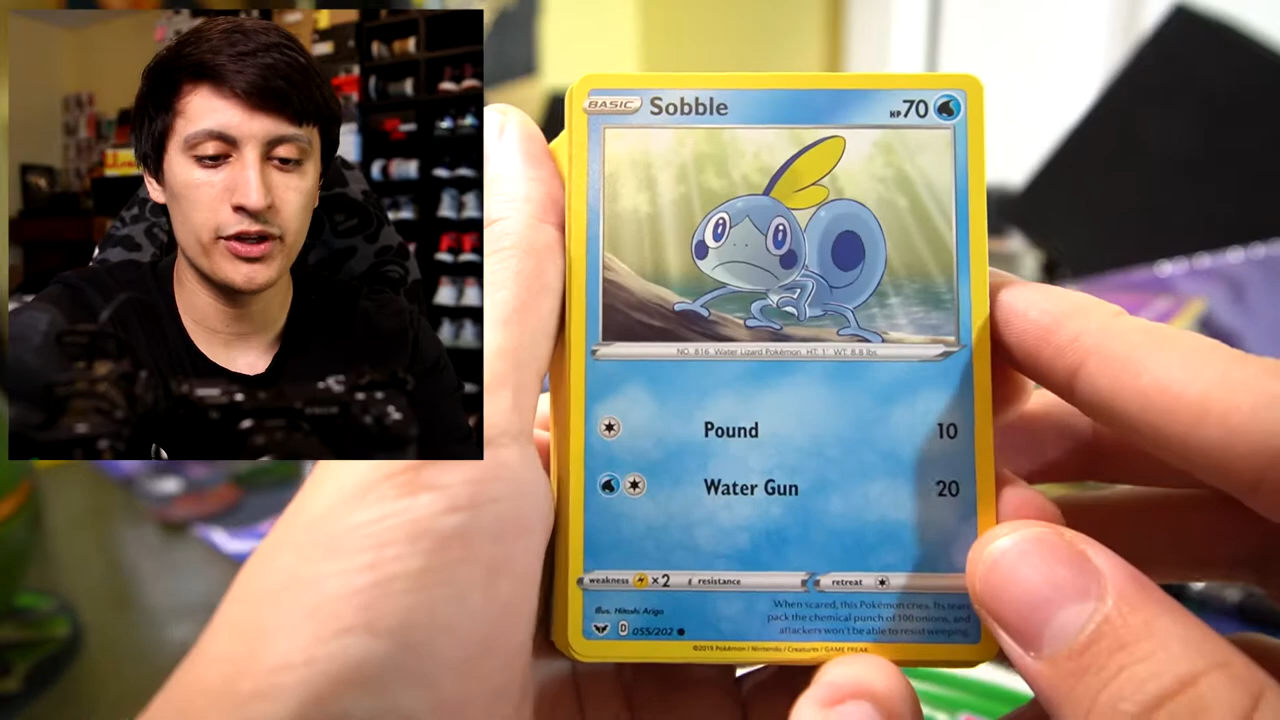 BASIC Sobble HP70
NO. 816 Water Lizard Pokémon HT: 1' WT: 8.8 lbs.
Pound 10
Water Gun 20
weakness ×2 resistance retreat
Illus. Hitoshi Ariga
When scared, this Pokémon cries. Its tears
pack the chemical punch of 100 onions, and
attackers won't be able to resist weeping.
D 055/202
©2019 Pokémon / Nintendo / Creatures / GAME FREAK